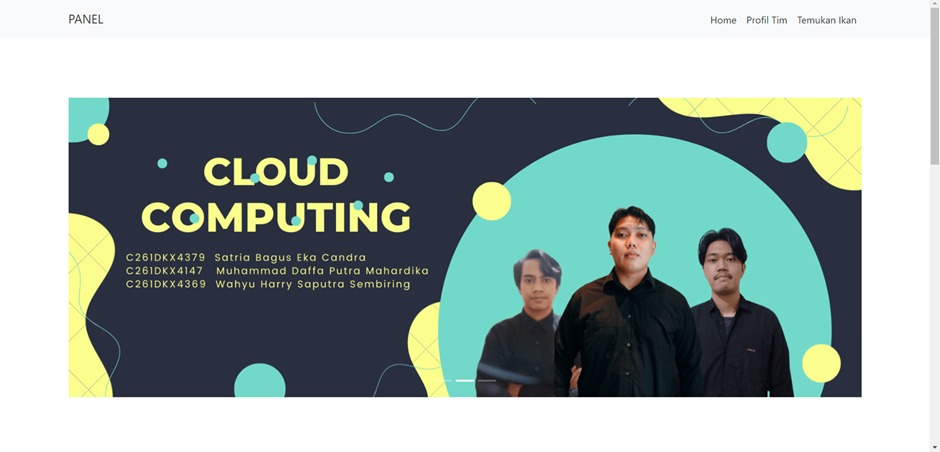 PANEL
Home Profil Tim Temukan Ikan
CLOUD
COMPUTING
C261DKX4379 Satria Bagus Eka Candra
C261DKX4147 Muhammad Daffa Putra Mahardika
C261DKX4369 Wahyu Harry Saputra Sembiring